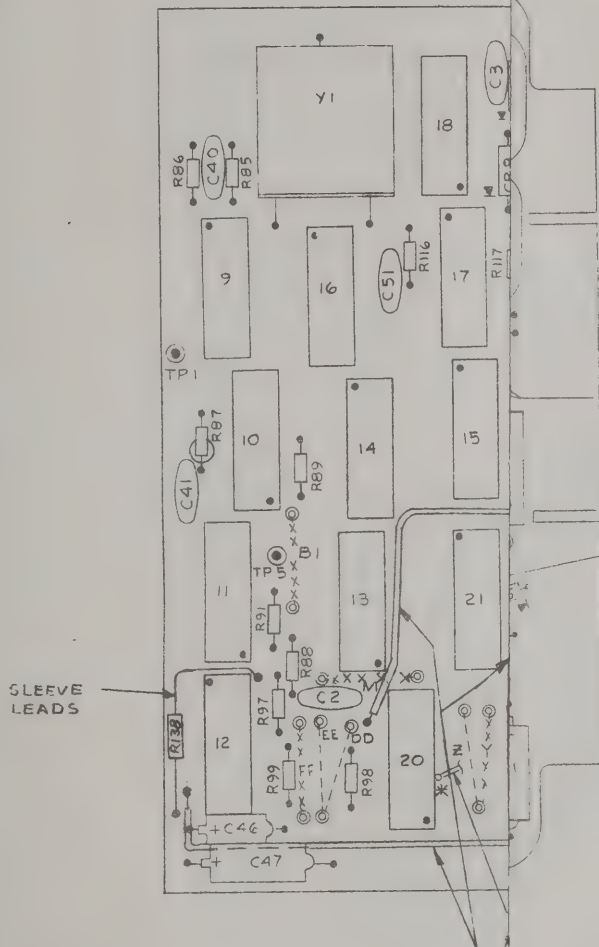 Y1
18
C3
R86
C40
R85
9
16
C51
R116
17
R117
TP1
R87
10
14
15
C41
R89
11
TP5
B1
13
21
R91
R88
SLEEVE
LEADS
R138
12
R97
C2
M
EE
DD
20
N
Y
FF
R99
R98
+ C46
+ C47